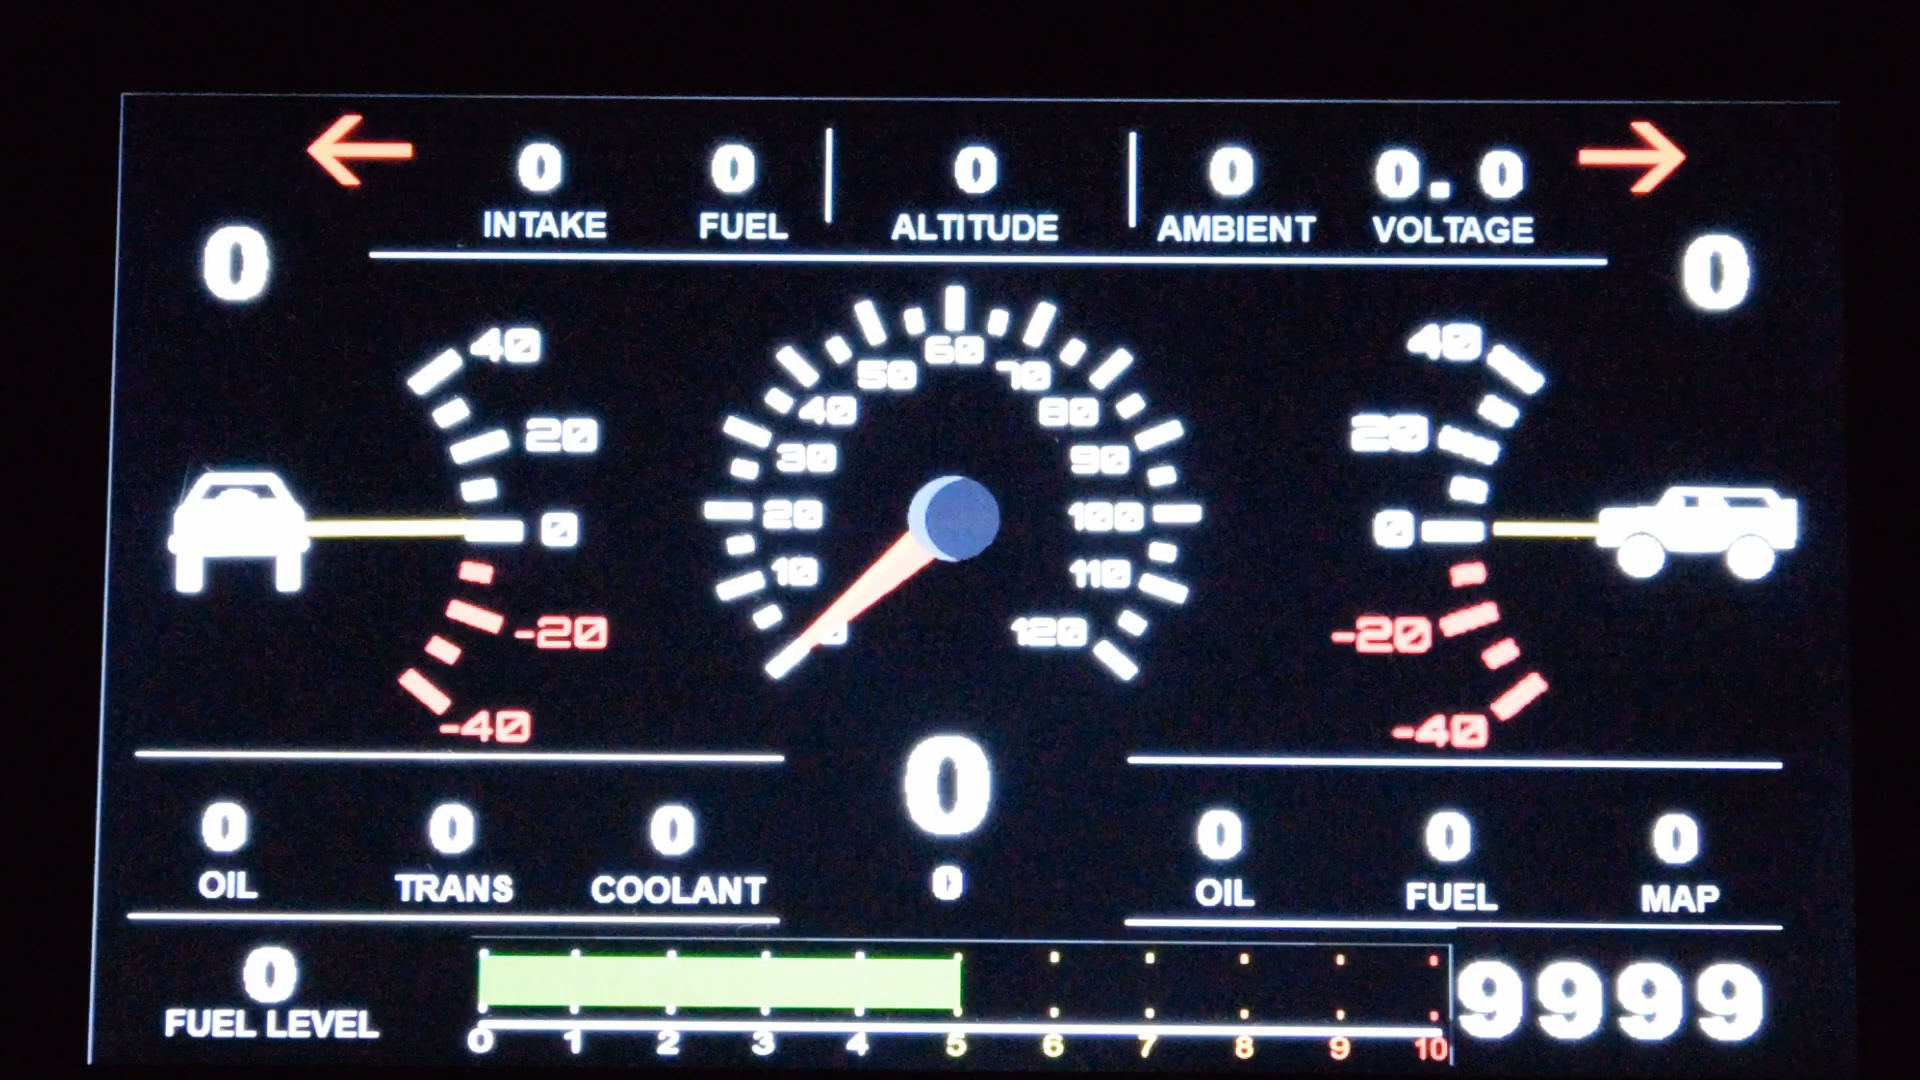 0 0 0 0 0.0
INTAKE FUEL ALTITUDE AMBIENT VOLTAGE
0 0
40 20 0 -20 -40
0 10 20 30 40 50 60 70 80 90 100 110 120
40 20 0 -20 -40
0
0 0 0
OIL TRANS COOLANT
0
0 0 0
OIL FUEL MAP
0
FUEL LEVEL
0 1 2 3 4 5 6 7 8 9 10
9999